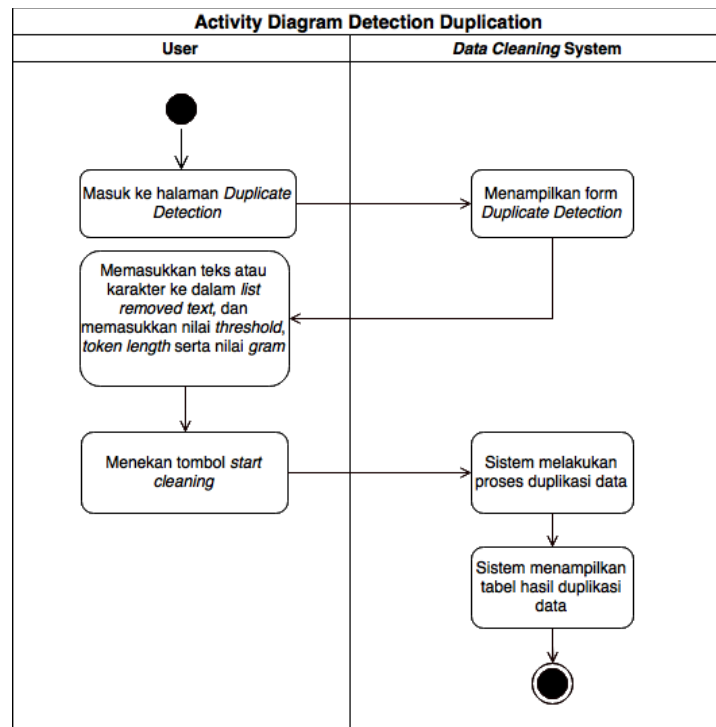 Activity Diagram Detection Duplication
User
Data Cleaning System
Masuk ke halaman Duplicate
Detection
Menampilkan form
Duplicate Detection
Memasukkan teks atau
karakter ke dalam list
removed text, dan
memasukkan nilai threshold,
token length serta nilai gram
Menekan tombol start
cleaning
Sistem melakukan
proses duplikasi data
Sistem menampilkan
tabel hasil duplikasi
data